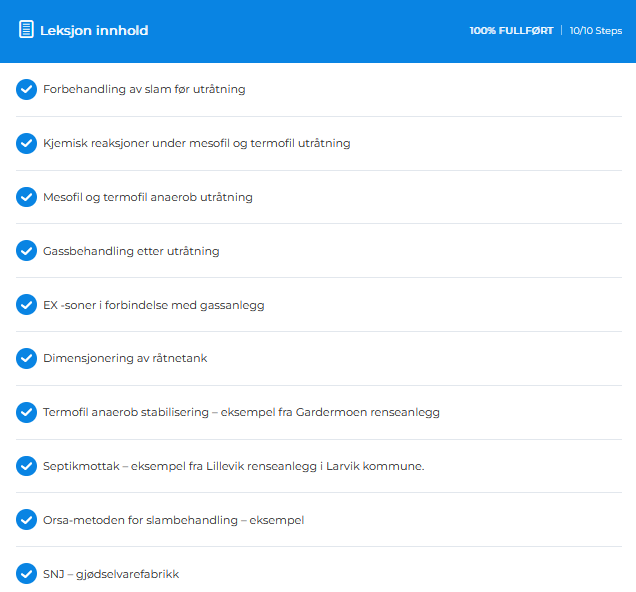 Leksjon innhold
100% FULLFØRT | 10/10 Steps
Forbehandling av slam før utråtning
Kjemisk reaksjoner under mesofil og termofil utråtning
Mesofil og termofil anaerob utråtning
Gassbehandling etter utråtning
EX -soner i forbindelse med gassanlegg
Dimensjonering av råtnetank
Termofil anaerob stabilisering – eksempel fra Gardermoen renseanlegg
Septikmottak – eksempel fra Lillevik renseanlegg i Larvik kommune.
Orsa-metoden for slambehandling – eksempel
SNJ – gjødselvarefabrikk